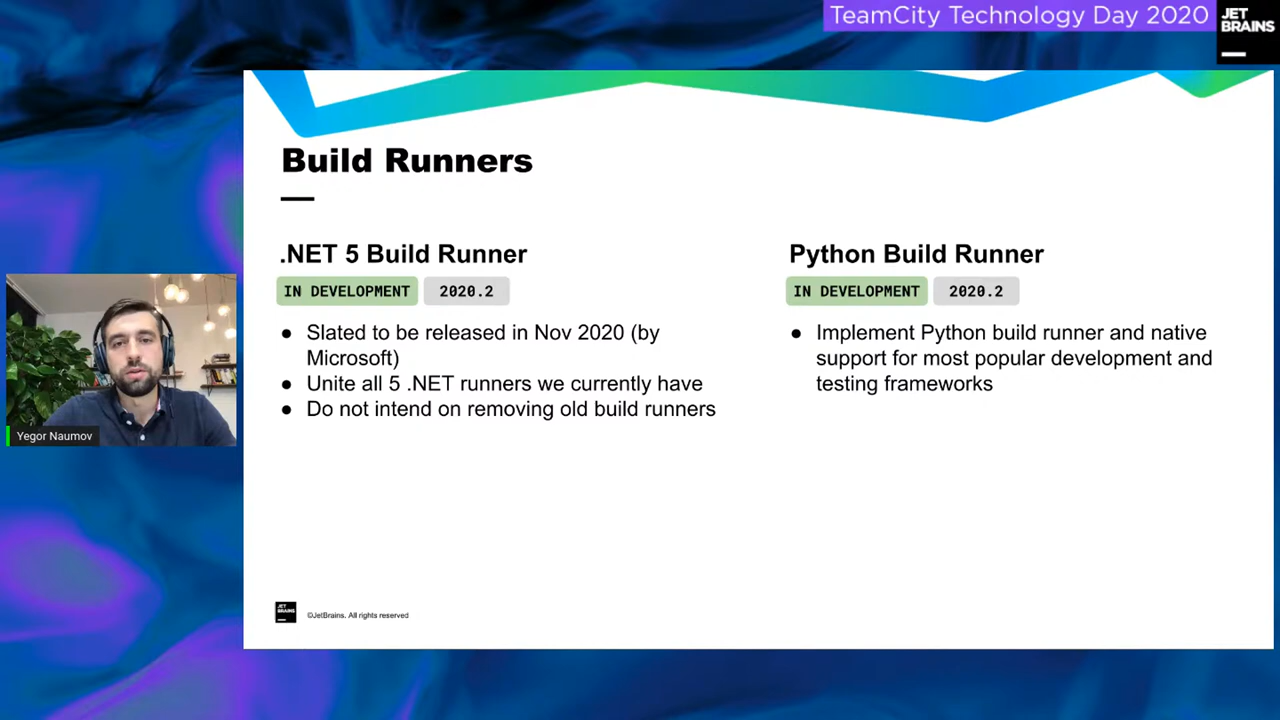 TeamCity Technology Day 2020
JET
BRAINS
Build Runners
.NET 5 Build Runner
IN DEVELOPMENT
2020.2
● Slated to be released in Nov 2020 (by
Microsoft)
● Unite all 5 .NET runners we currently have
● Do not intend on removing old build runners
Python Build Runner
IN DEVELOPMENT
2020.2
● Implement Python build runner and native
support for most popular development and
testing frameworks
Yegor Naumov
JET
BRAINS
©JetBrains. All rights reserved